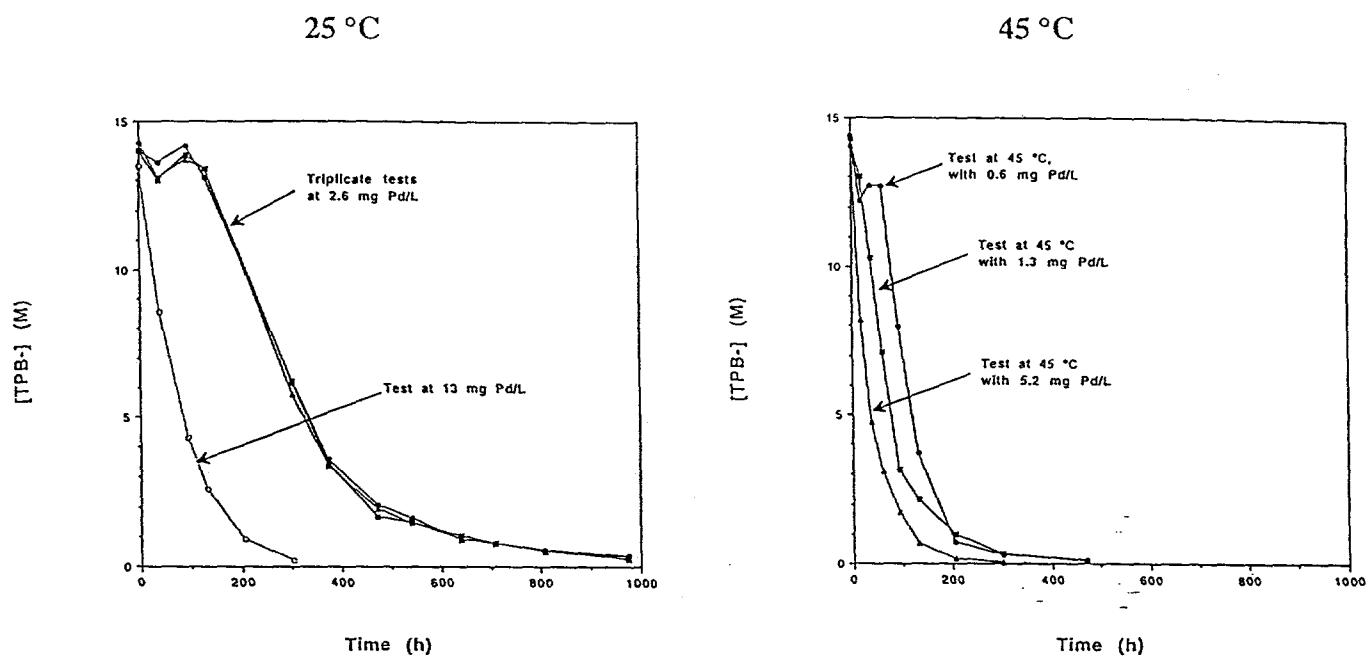 25 °C
15
10
5
0
[TPB-] (M)
Triplicate tests
at 2.6 mg Pd/L
Test at 13 mg Pd/L
0 200 400 600 800 1000
Time (h)
45 °C
15
10
5
0
[TPB-] (M)
Test at 45 °C,
with 0.6 mg Pd/L
Test at 45 °C
with 1.3 mg Pd/L
Test at 45 °C
with 5.2 mg Pd/L
0 200 400 600 800 1000
Time (h)